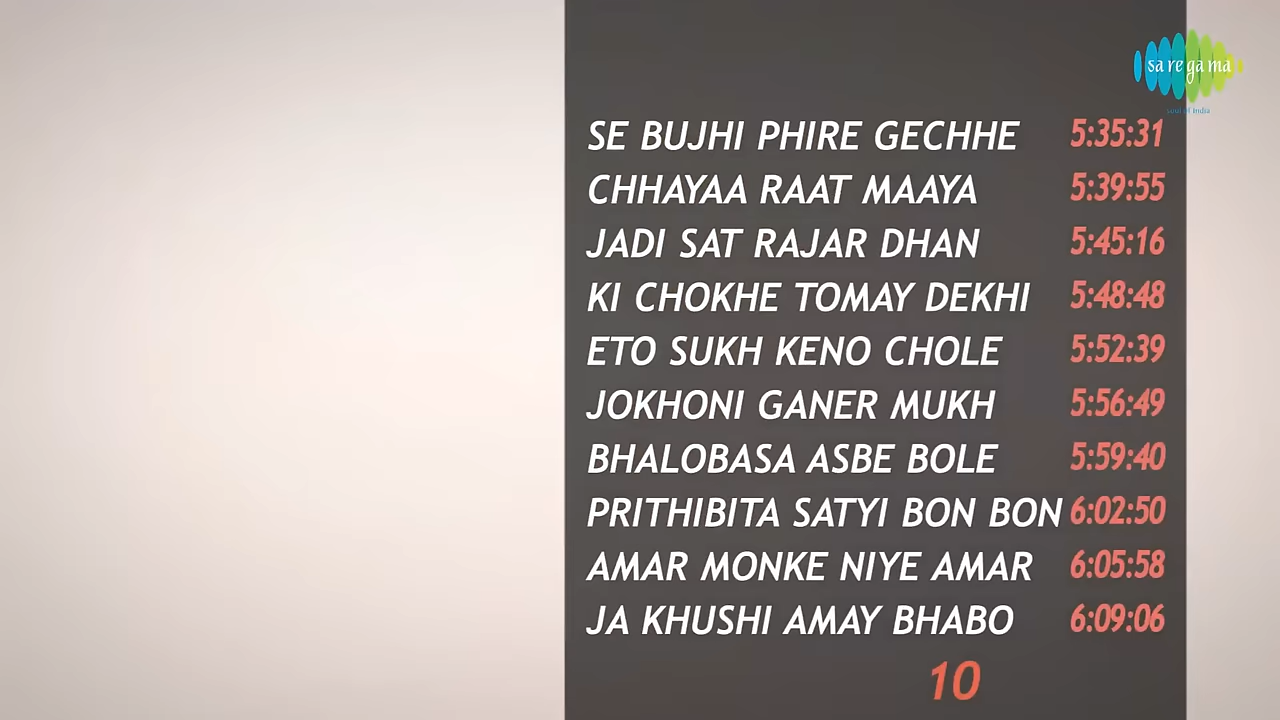 sa re ga ma
soul of india
SE BUJHI PHIRE GECHHE 5:35:31
CHHAYAA RAAT MAAYA 5:39:55
JADI SAT RAJAR DHAN 5:45:16
KI CHOKHE TOMAY DEKHI 5:48:48
ETO SUKH KENO CHOLE 5:52:39
JOKHONI GANER MUKH 5:56:49
BHALOBASA ASBE BOLE 5:59:40
PRITHIBITA SATYI BON BON 6:02:50
AMAR MONKE NIYE AMAR 6:05:58
JA KHUSHI AMAY BHABO 6:09:06
10